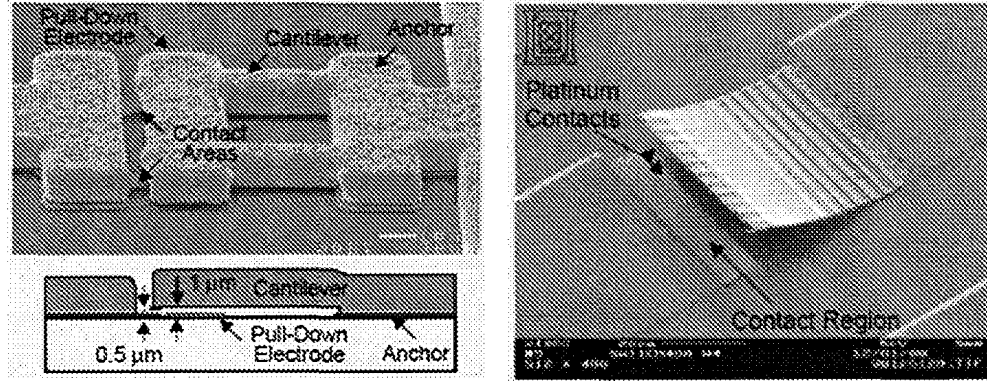 Pull-Down
Electrode
Cantilever
Anchor
Contact
Areas
1 µm
Cantilever
0.5 µm
Pull-Down
Electrode
Anchor
Platinum
Contacts
Contact Region